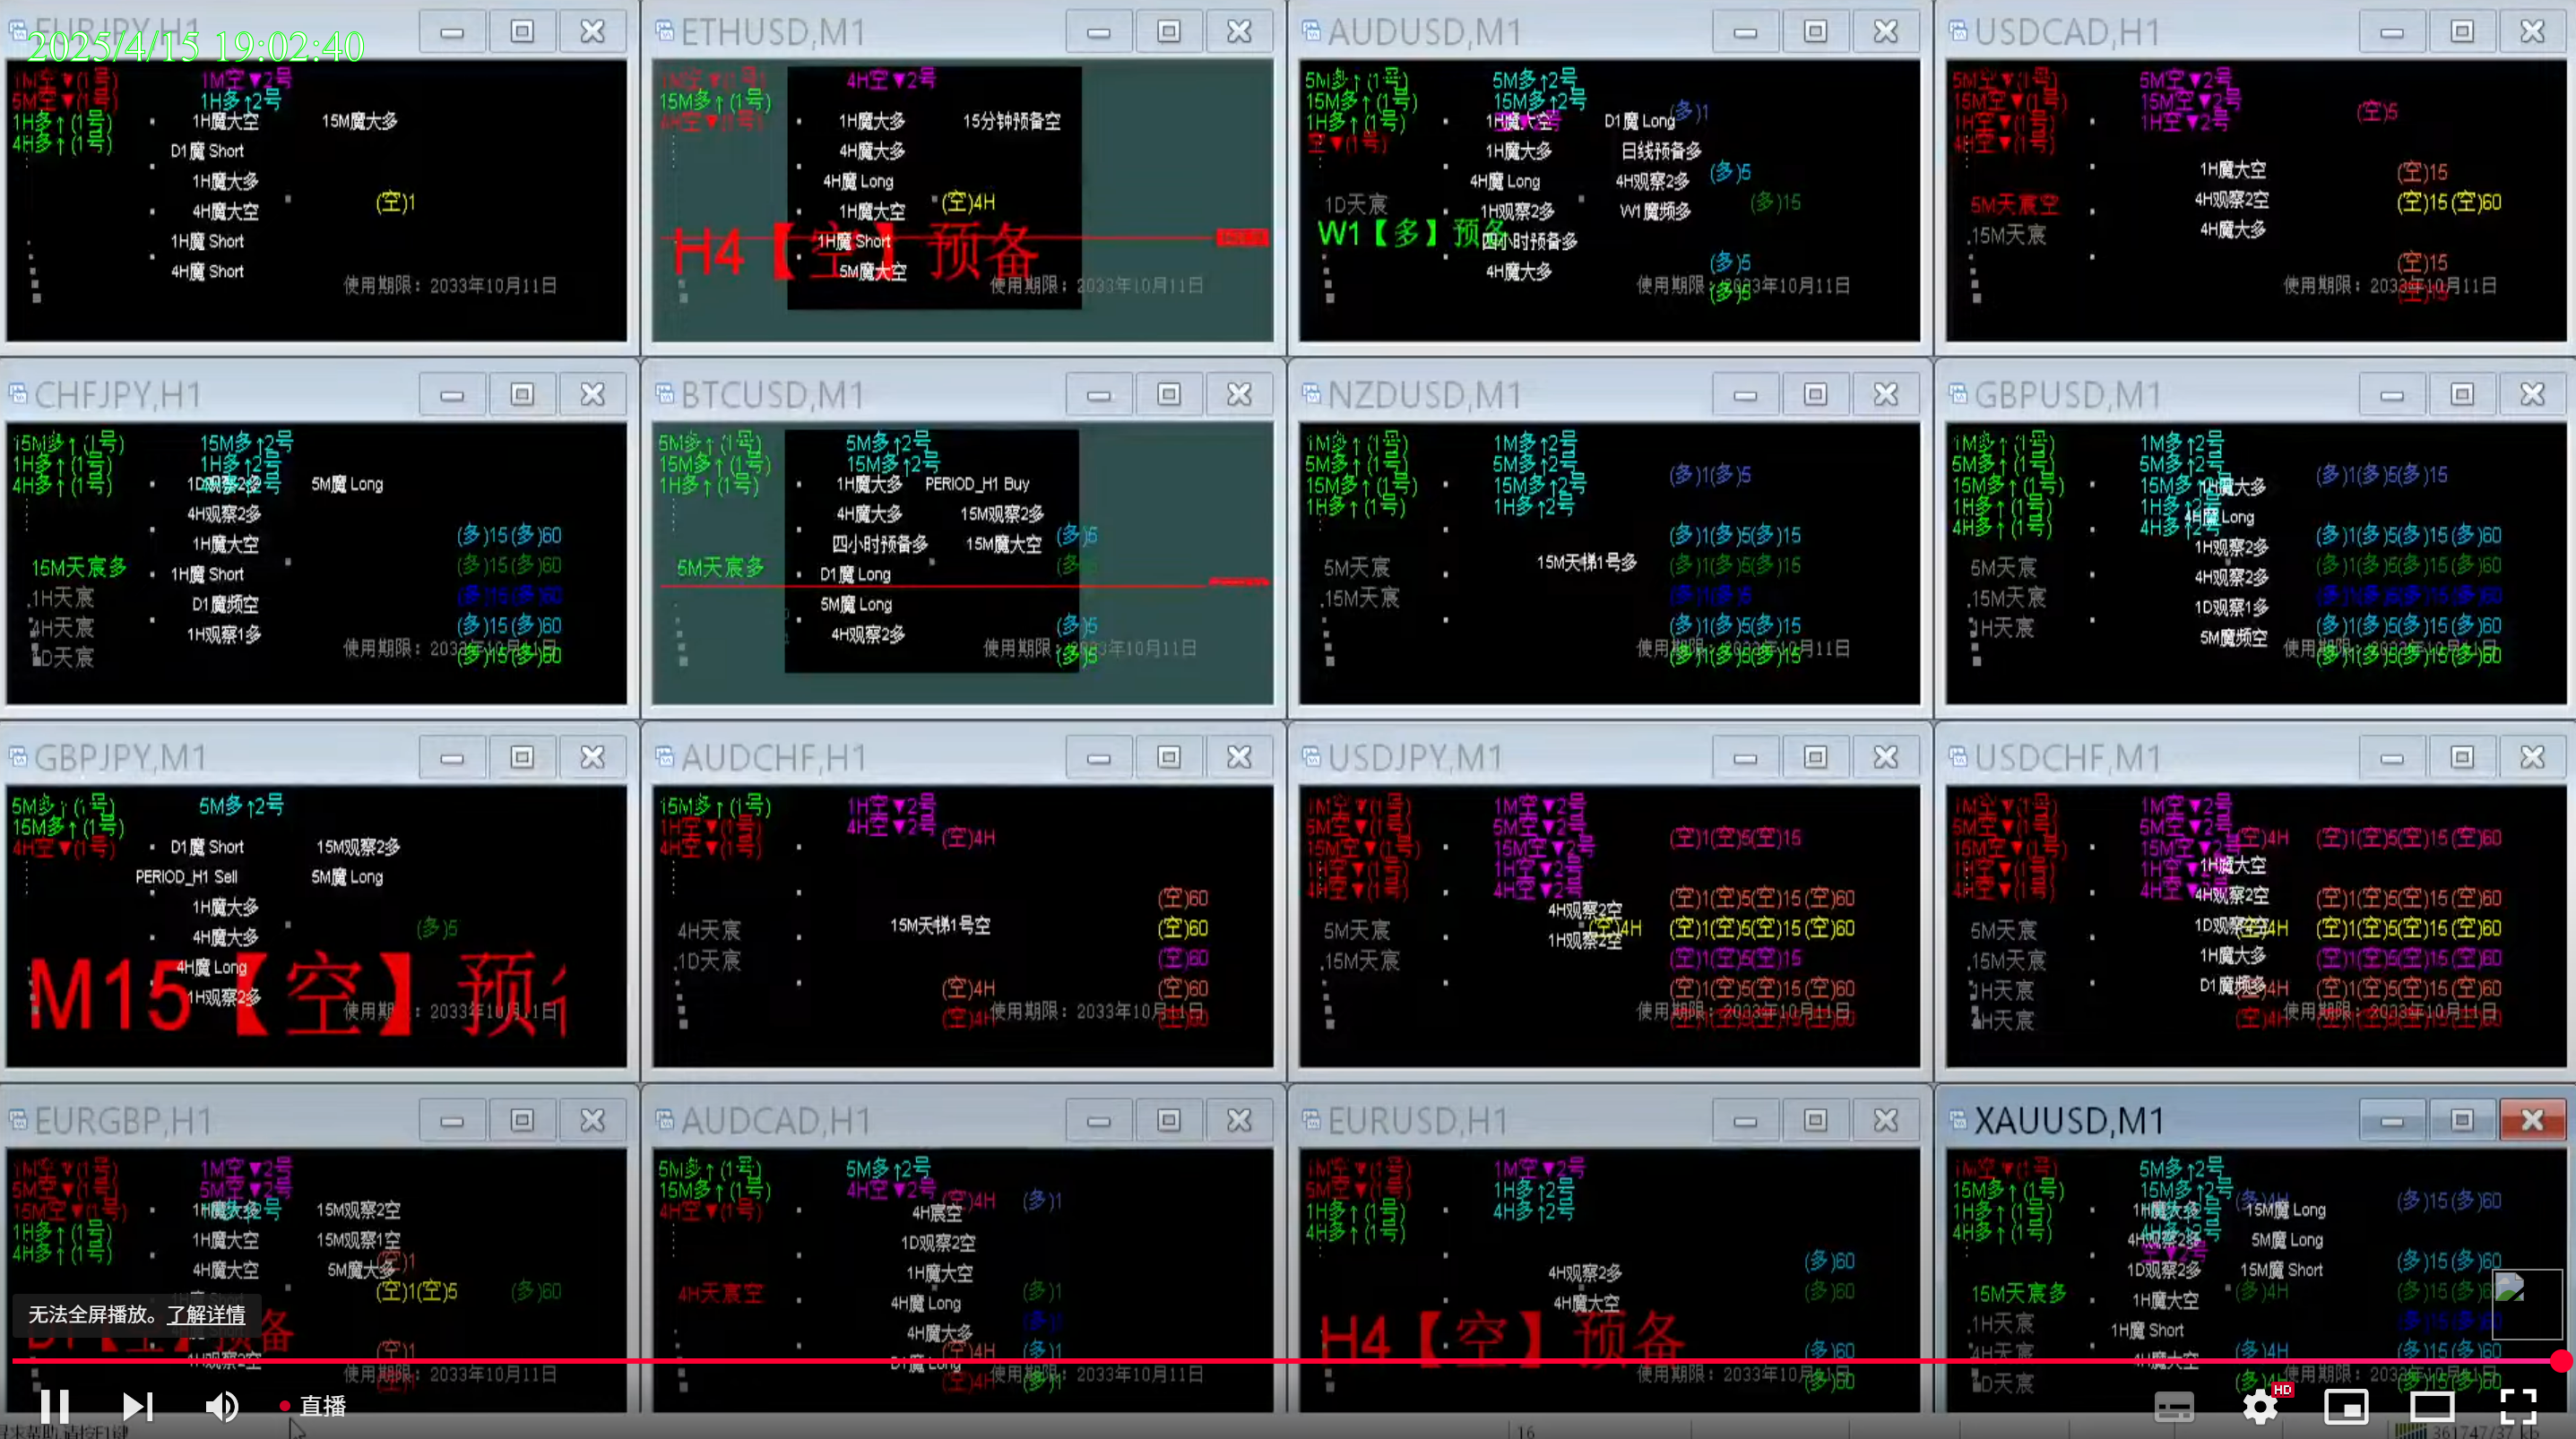 EURJPY,H1
2025/4/15 19:02:40
1M空▼(1号)
1M空▼2号
5M空▼(1号)
1H多↑2号
1H多↑(1号)
1H魔大空
15M魔大多
4H多↑(1号)
D1魔 Short
1H魔大多
4H魔大空
(空)1
1H魔 Short
4H魔 Short
使用期限：2033年10月11日
ETHUSD,M1
4H空▼2号
15M多↑(1号)
4H空▼(1号)
1H魔大多
15分钟预备空
4H魔大多
4H魔 Long
1H魔大空
(空)4H
H4【空】预备
1H魔 Short
5M魔大空
使用期限：2033年10月11日
AUDUSD,M1
5M多↑(1号)
5M多↑2号
15M多↑(1号)
15M多↑2号
1H多↑(1号)
1H魔大空
D1魔 Long
(多)1
空▼(1号)
1H魔大多
日线预备多
4H魔 Long
4H观察2多
(多)5
1D天宸
1H观察2多
W1魔频多
(多)15
W1【多】预备
四小时预备多
4H魔大多
(多)5
使用期限：2033年10月11日
(多)5
USDCAD,H1
5M空▼(1号)
5M空▼2号
15M空▼(1号)
15M空▼2号
1H空▼(1号)
1H空▼2号
4H空▼(1号)
(空)5
1H魔大空
(空)15
5M天宸空
4H观察2空
(空)15(空)60
.15M天宸
4H魔大多
(空)15
使用期限：2033年10月11日
(空)15
CHFJPY,H1
15M多↑(1号)
15M多↑2号
1H多↑(1号)
1H多↑2号
4H多↑(1号)
1D观察2多
5M魔 Long
4H观察2多
1H魔大空
(多)15(多)60
15M天宸多
1H魔 Short
(多)15(多)60
.1H天宸
D1魔频空
(多)15(多)60
4H天宸
1H观察1多
(多)15(多)60
1D天宸
使用期限：2033年10月11日
(多)15(多)60
BTCUSD,M1
5M多↑(1号)
5M多↑2号
15M多↑(1号)
15M多↑2号
1H多↑(1号)
1H魔大多
PERIOD_H1 Buy
4H魔大多
15M观察2多
四小时预备多
15M魔大空
(多)5
5M天宸多
D1魔 Long
5M魔 Long
4H观察2多
(多)5
使用期限：2033年10月11日
(多)5
NZDUSD,M1
1M多↑(1号)
1M多↑2号
5M多↑(1号)
5M多↑2号
15M多↑(1号)
15M多↑2号
1H多↑(1号)
1H多↑2号
(多)1(多)5
(多)1(多)5(多)15
5M天宸
15M天梯1号多
(多)1(多)5(多)15
.15M天宸
(多)1(多)5
(多)1(多)5(多)15
使用期限：2033年10月11日
(多)1(多)5(多)15
GBPUSD,M1
1M多↑(1号)
1M多↑2号
5M多↑(1号)
5M多↑2号
15M多↑(1号)
15M多↑2号
1H多↑(1号)
1H多↑2号
4H多↑(1号)
4H多↑2号
1H魔大多
4H魔 Long
(多)1(多)5(多)15
1H观察2多
(多)1(多)5(多)15(多)60
5M天宸
4H观察2多
(多)1(多)5(多)15(多)60
.15M天宸
1D观察1多
(多)1(多)5(多)15(多)60
1H天宸
5M魔频空
(多)1(多)5(多)15(多)60
使用期限：2033年10月11日
(多)1(多)5(多)15(多)60
GBPJPY,M1
5M多↑(1号)
5M多↑2号
15M多↑(1号)
4H空▼(1号)
D1魔 Short
15M观察2多
PERIOD_H1 Sell
5M魔 Long
1H魔大多
4H魔大多
(多)5
4H魔 Long
M15【空】预
1H观察2多
使用期限：2033年10月11日
AUDCHF,H1
15M多↑(1号)
1H空▼2号
1H空▼(1号)
4H空▼2号
4H空▼(1号)
(空)4H
(空)60
4H天宸
15M天梯1号空
(空)60
.1D天宸
(空)60
(空)4H
(空)60
使用期限：2033年10月11日
(空)4H
(空)60
USDJPY,M1
1M空▼(1号)
1M空▼2号
5M空▼(1号)
5M空▼2号
15M空▼(1号)
15M空▼2号
1H空▼(1号)
1H空▼2号
4H空▼(1号)
4H空▼2号
(空)1(空)5(空)15
4H观察2空
(空)1(空)5(空)15(空)60
5M天宸
(空)4H
(空)1(空)5(空)15(空)60
1H观察2空
.15M天宸
(空)1(空)5(空)15
(空)1(空)5(空)15(空)60
使用期限：2033年10月11日
(空)1(空)5(空)15(空)60
USDCHF,M1
1M空▼(1号)
1M空▼2号
5M空▼(1号)
5M空▼2号
15M空▼(1号)
15M空▼2号
1H空▼(1号)
1H空▼2号
4H空▼(1号)
(空)4H
(空)1(空)5(空)15(空)60
1H魔大空
4H观察2空
(空)1(空)5(空)15(空)60
5M天宸
1D观察2空
(空)4H
(空)1(空)5(空)15(空)60
.15M天宸
1H魔大多
(空)1(空)5(空)15(空)60
1H天宸
D1魔频多
(空)4H
(空)1(空)5(空)15(空)60
4H天宸
使用期限：2033年10月11日
(空)4H
(空)1(空)5(空)15(空)60
EURGBP,H1
1M空▼(1号)
1M空▼2号
5M空▼(1号)
5M空▼2号
15M空▼(1号)
1H多↑(1号)
4H多↑(1号)
1H魔大多
15M观察2空
1H魔大空
15M观察1空
4H魔大空
5M魔大多
(空)1
(空)1(空)5
(多)60
无法全屏播放。了解详情
(空)1
1H观察2空
使用期限：2033年10月11日
AUDCAD,H1
5M多↑(1号)
5M多↑2号
15M多↑(1号)
4H空▼2号
4H空▼(1号)
(空)4H
(多)1
4H宸空
1D观察2空
1H魔大空
4H天宸空
4H魔 Long
(多)1
4H魔大多
(多)1
D1魔 Long
(空)4H
(多)1
使用期限：2033年10月11日
(空)4H
(多)1
EURUSD,H1
1M空▼(1号)
1M空▼2号
5M空▼(1号)
1H多↑2号
1H多↑(1号)
4H多↑2号
4H多↑(1号)
(多)60
4H观察2多
(多)60
4H魔大空
H4【空】预备
(多)60
使用期限：2033年10月11日
(多)60
XAUUSD,M1
1M空▼(1号)
5M多↑2号
15M多↑(1号)
15M多↑2号
1H多↑(1号)
4H多↑(1号)
(多)4H
(多)15(多)60
1H魔大多
15M魔 Long
4H观察2多
5M魔 Long
1D观察2多
15M魔 Short
(多)15(多)60
15M天宸多
1H魔大空
(多)4H
.1H天宸
1H魔 Short
4H天宸
4H魔大空
(多)4H
(多)15(多)60
D天宸
使用期限：2033年10月11日
直播
HD
16